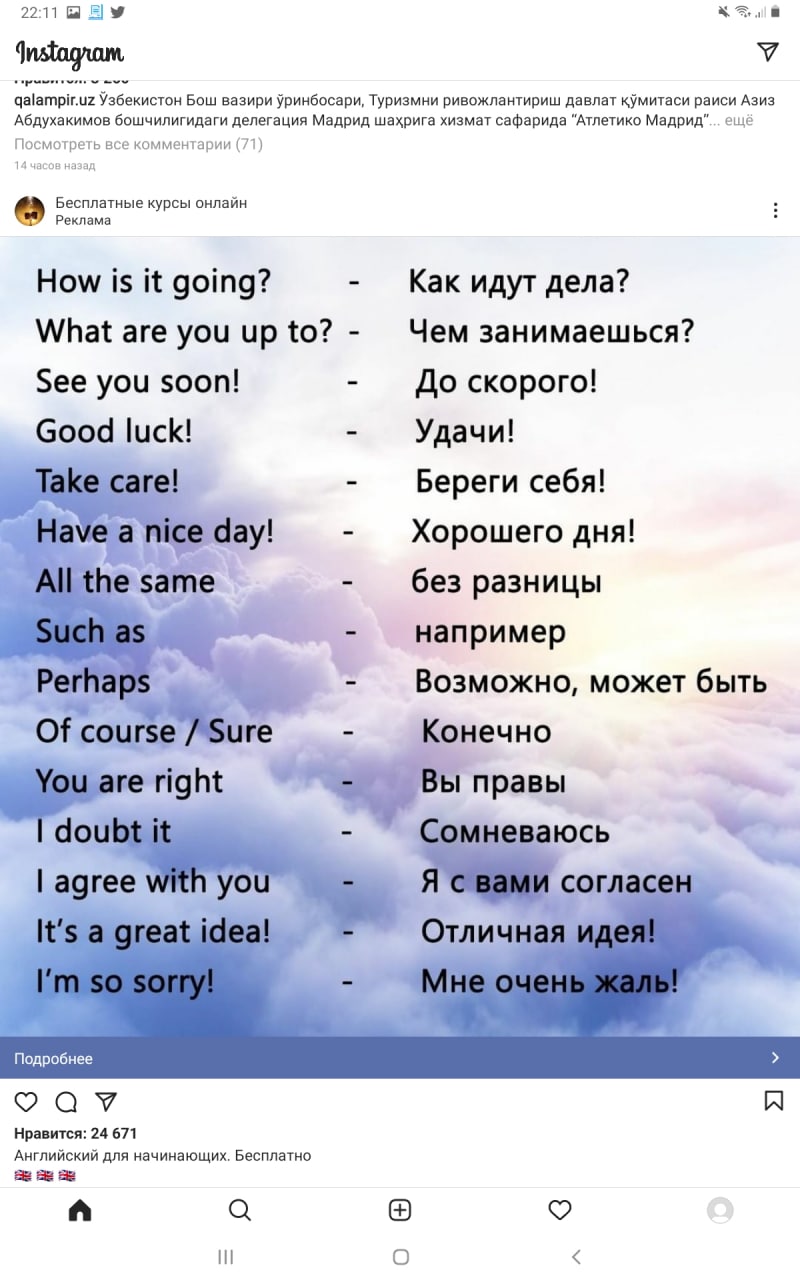 22:11
Instagram
Нравится: 3 2
qalampir.uz Ўзбекистон Бош вазири ўринбосари, Туризмни ривожлантириш давлат қўмитаси раиси Азиз
Абдухакимов бошчилигидаги делегация Мадрид шаҳрига хизмат сафарида “Атлетико Мадрид”... ещё
Посмотреть все комментарии (71)
14 часов назад
Бесплатные курсы онлайн
Реклама
How is it going? - Как идут дела?
What are you up to? - Чем занимаешься?
See you soon! - До скорого!
Good luck! - Удачи!
Take care! - Береги себя!
Have a nice day! - Хорошего дня!
All the same - без разницы
Such as - например
Perhaps - Возможно, может быть
Of course / Sure - Конечно
You are right - Вы правы
I doubt it - Сомневаюсь
I agree with you - Я с вами согласен
It’s a great idea! - Отличная идея!
I’m so sorry! - Мне очень жаль!
Подробнее
Нравится: 24 671
Английский для начинающих. Бесплатно